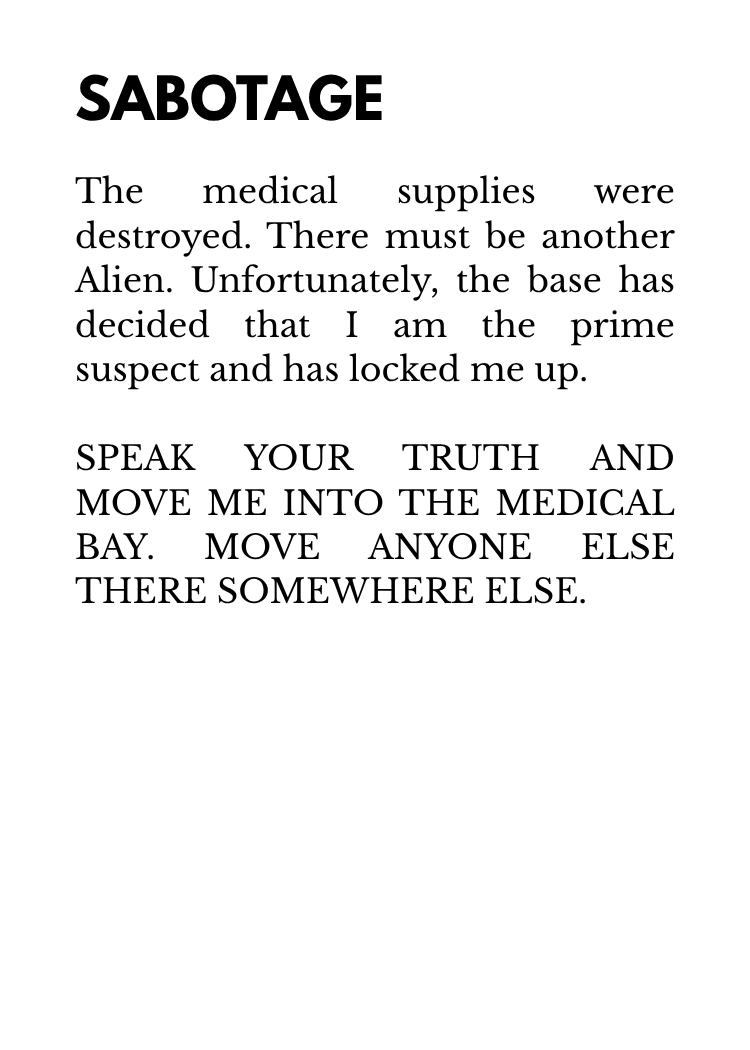 SABOTAGE
The medical supplies were
destroyed. There must be another
Alien. Unfortunately, the base has
decided that I am the prime
suspect and has locked me up.
SPEAK YOUR TRUTH AND
MOVE ME INTO THE MEDICAL
BAY. MOVE ANYONE ELSE
THERE SOMEWHERE ELSE.